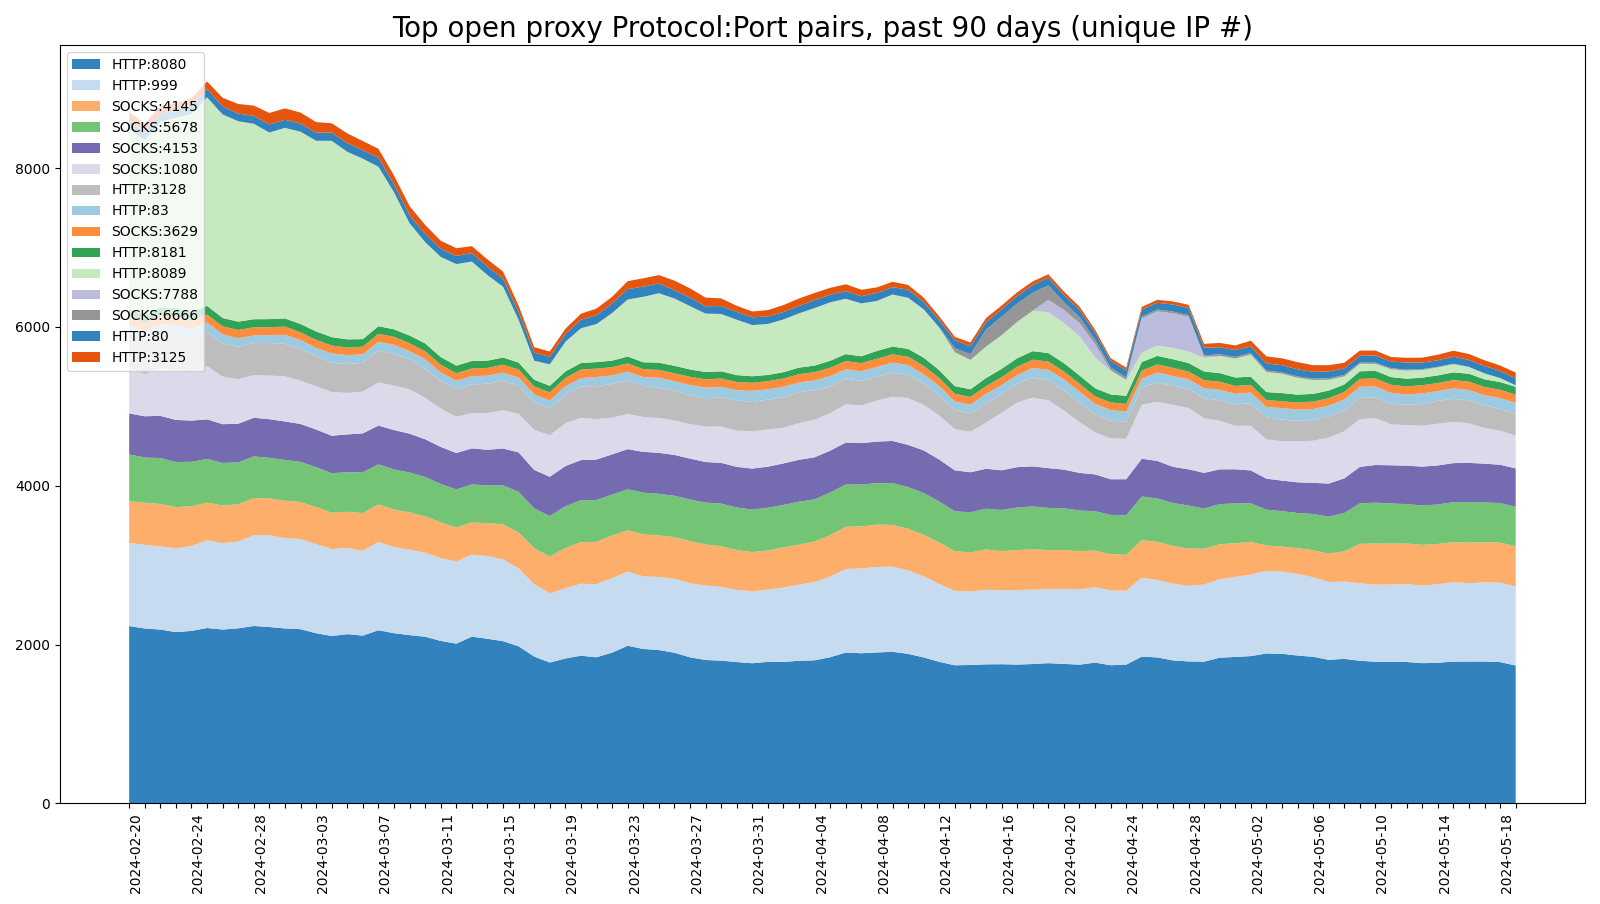 Top open proxy Protocol:Port pairs, past 90 days (unique IP #)
HTTP:8080
HTTP:999
SOCKS:4145
SOCKS:5678
SOCKS:4153
SOCKS:1080
HTTP:3128
HTTP:83
SOCKS:3629
HTTP:8181
HTTP:8089
SOCKS:7788
SOCKS:6666
HTTP:80
HTTP:3125
8000
6000
4000
2000
0
2024-02-20
2024-02-24
2024-02-28
2024-03-03
2024-03-07
2024-03-11
2024-03-15
2024-03-19
2024-03-23
2024-03-27
2024-03-31
2024-04-04
2024-04-08
2024-04-12
2024-04-16
2024-04-20
2024-04-24
2024-04-28
2024-05-02
2024-05-06
2024-05-10
2024-05-14
2024-05-18